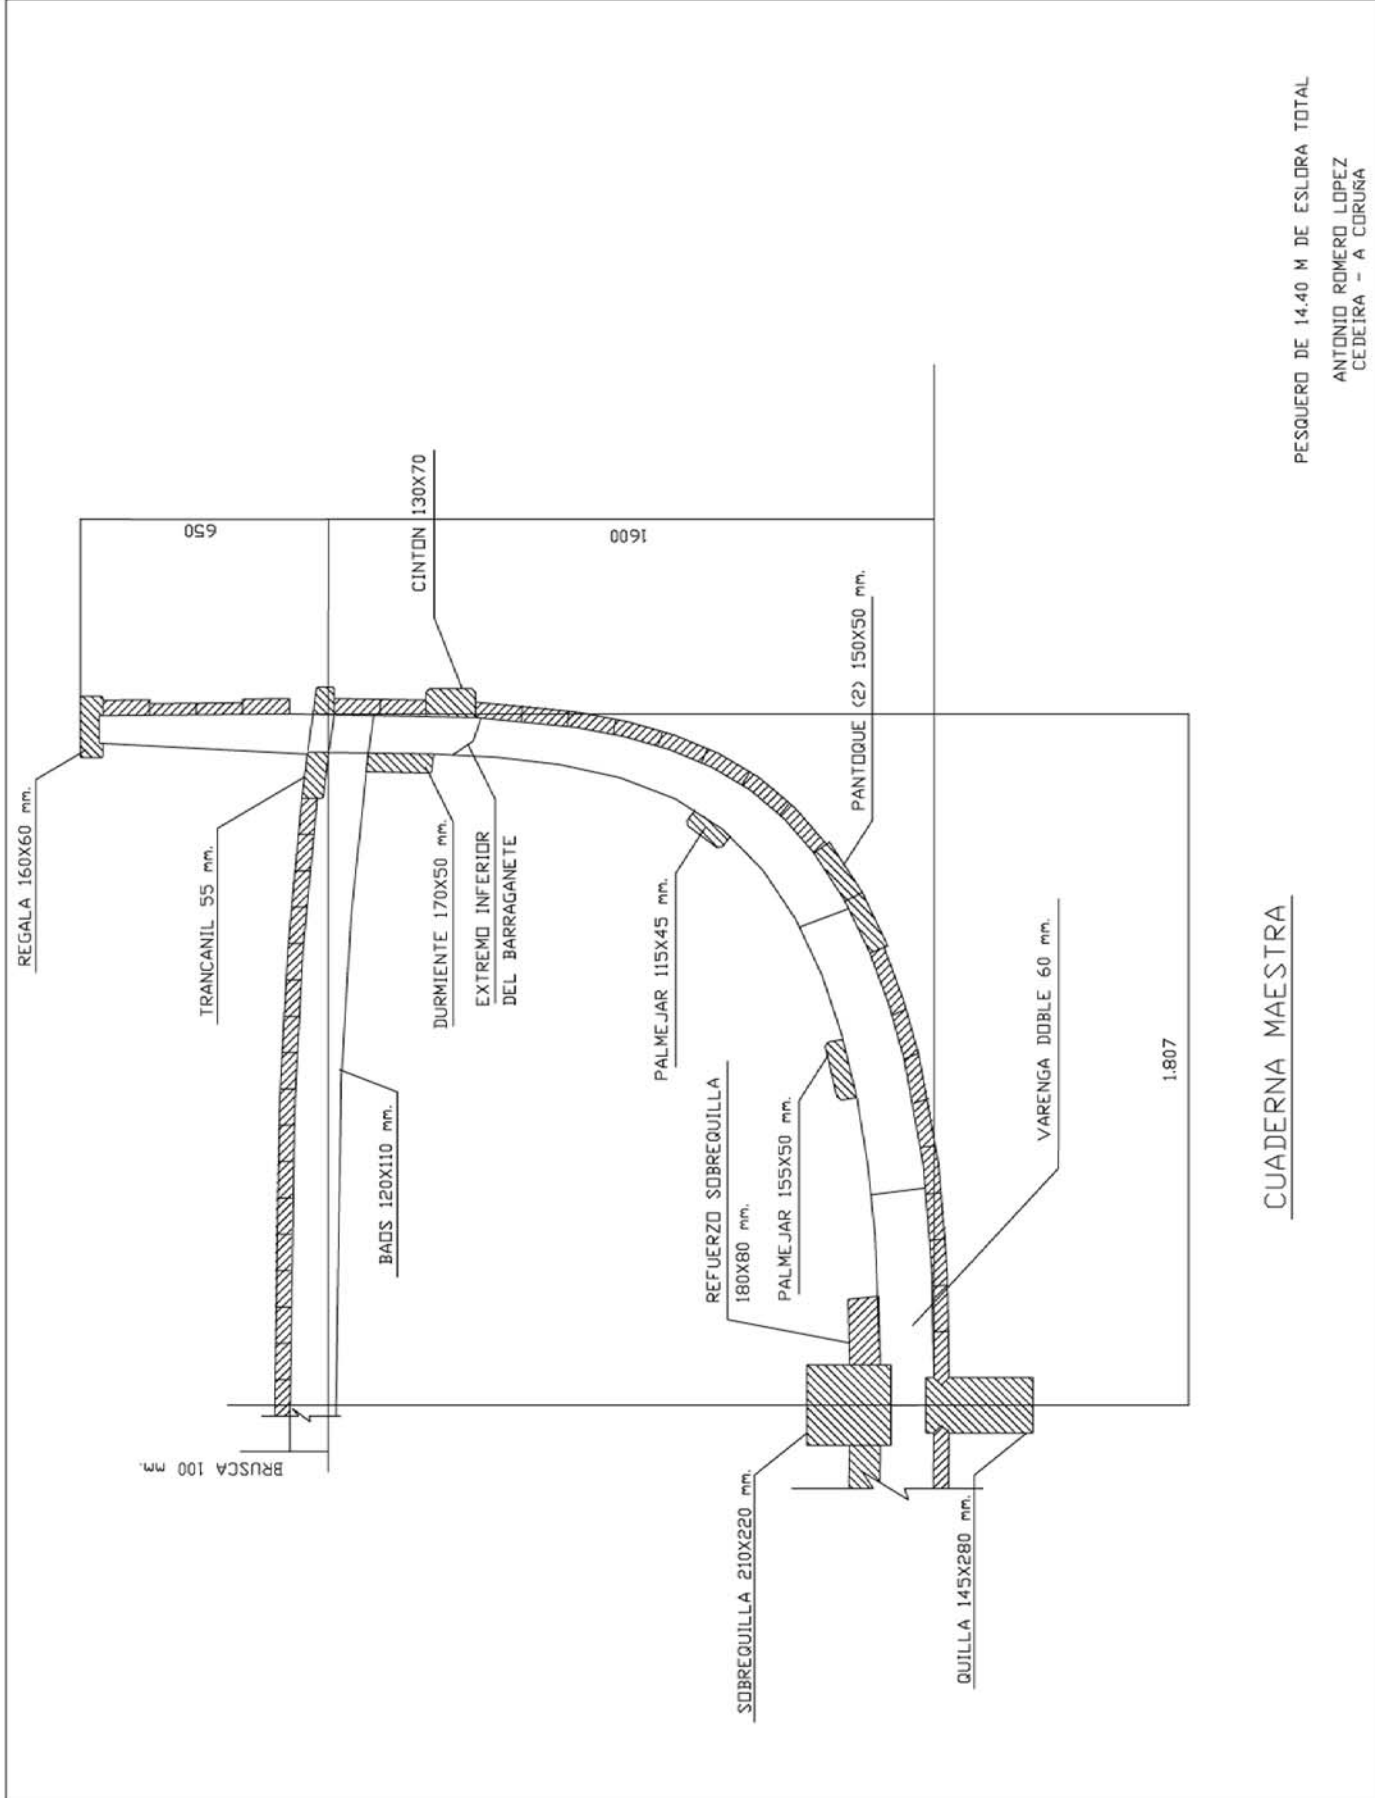 REGALA 160X60 mm.
TRANCANIL 55 mm.
BAOS 120X110 mm.
BRUSCA 100 mm.
DURMIENTE 170X50 mm.
EXTREMO INFERIOR
DEL BARRAGANETE
CINTON 130X70
650
1600
PALMEJAR 115X45 mm.
PANTOQUE (2) 150X50 mm.
REFUERZO SOBREQUILLA
180X80 mm.
PALMEJAR 155X50 mm.
SOBREQUILLA 210X220 mm.
QUILLA 145X280 mm.
VARENGA DOBLE 60 mm.
1.807
CUADERNA MAESTRA
PESQUERO DE 14.40 M DE ESLORA TOTAL
ANTONIO ROMERO LOPEZ
CEDEIRA - A CORUÑA